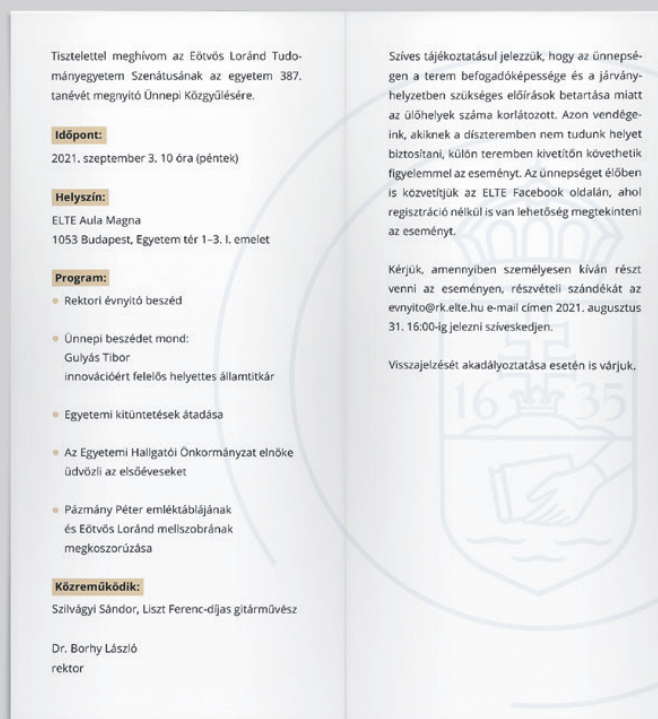 Tisztelettel meghívom az Eötvös Loránd Tudo-
mányegyetem Szenátusának az egyetem 387.
tanévét megnyitó Ünnepi Közgyűlésére.
Időpont:
2021. szeptember 3. 10 óra (péntek)
Helyszín:
ELTE Aula Magna
1053 Budapest, Egyetem tér 1–3. I. emelet
Program:
Rektori évnyitó beszéd
Ünnepi beszédet mond:
Gulyás Tibor
innovációért felelős helyettes államtitkár
Egyetemi kitüntetések átadása
Az Egyetemi Hallgatói Önkormányzat elnöke
üdvözli az elsőéveseket
Pázmány Péter emléktáblájának
és Eötvös Loránd mellszobrának
megkoszorúzása
Közreműködik:
Szilvágyi Sándor, Liszt Ferenc-díjas gitárművész
Dr. Borhy László
rektor
Szíves tájékoztatásul jelezzük, hogy az ünnepsé-
gen a terem befogadóképessége és a járvány-
helyzetben szükséges előírások betartása miatt
az ülőhelyek száma korlátozott. Azon vendége-
ink, akiknek a díszteremben nem tudunk helyet
biztosítani, külön teremben kivetítőn követhetik
figyelemmel az eseményt. Az ünnepséget élőben
is közvetítjük az ELTE Facebook oldalán, ahol
regisztráció nélkül is van lehetőség megtekinteni
az eseményt.
Kérjük, amennyiben személyesen kíván részt
venni az eseményen, részvételi szándékát az
evnyito@rk.elte.hu e-mail címen 2021. augusztus
31. 16:00-ig jelezni szíveskedjen.
Visszajelzését akadályoztatása esetén is várjuk.
16 35